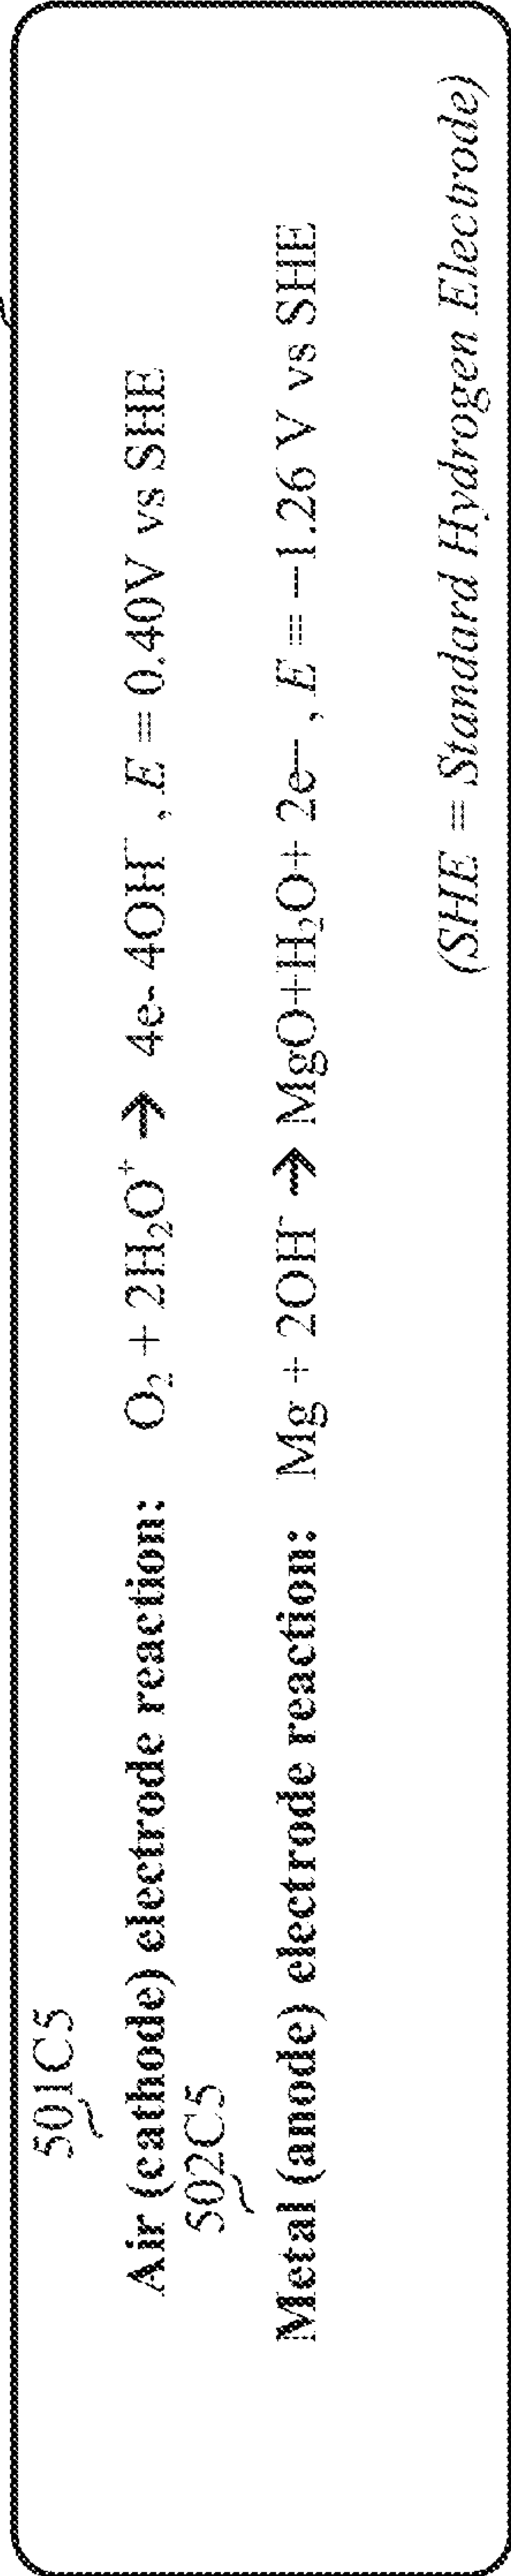 501C5
Air (cathode) electrode reaction: O₂ + 2H₂O⁺ → 4e- 4OH⁻ , E = 0.40V vs SHE
502C5
Metal (anode) electrode reaction: Mg + 2OH⁻ → MgO+H₂O+ 2e– , E = –1.26 V vs SHE
(SHE = Standard Hydrogen Electrode)